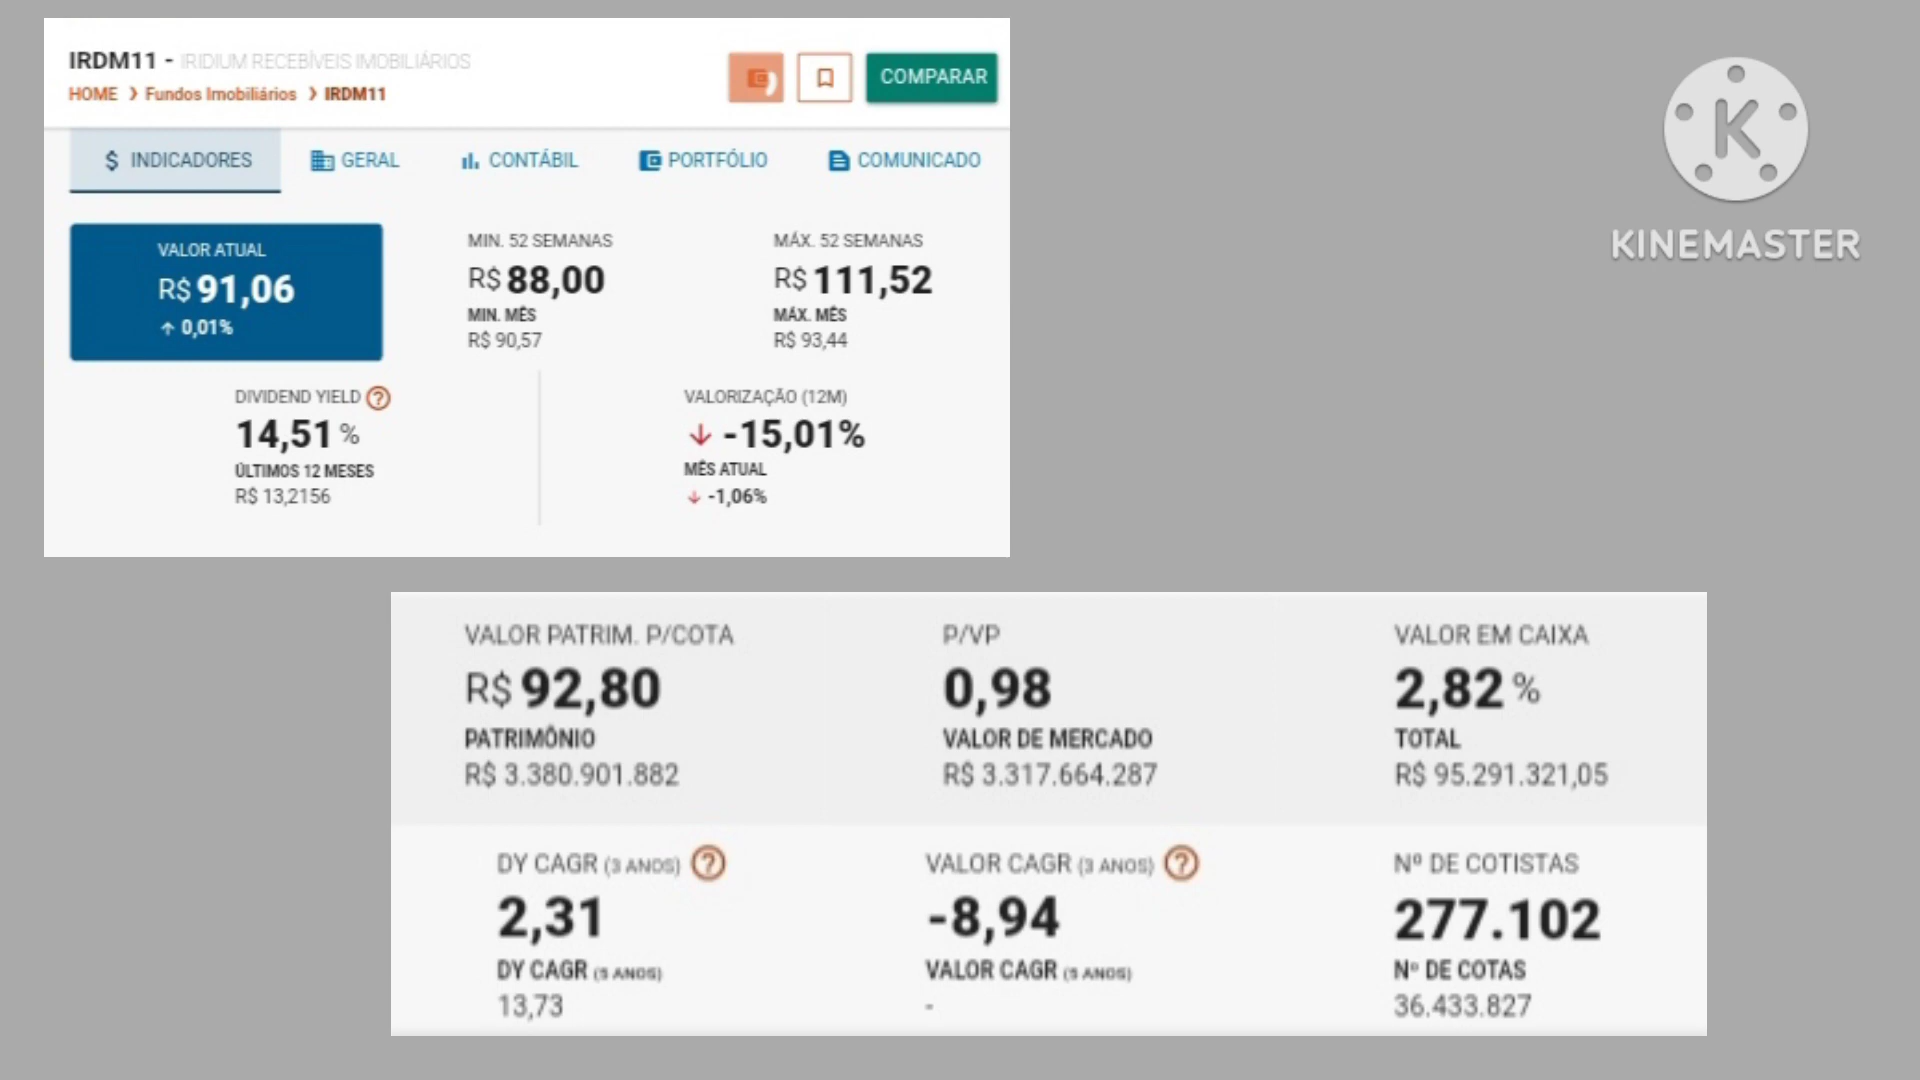 IRDM11 - IRIDIUM RECEBÍVEIS IMOBILIÁRIOS
HOME ❯ Fundos Imobiliários ❯ IRDM11
COMPARAR
K
KINEMASTER
INDICADORES GERAL CONTÁBIL PORTFÓLIO COMUNICADO
VALOR ATUAL
R$ 91,06
↑ 0,01%
MIN. 52 SEMANAS
R$ 88,00
MIN. MÊS
R$ 90,57
MÁX. 52 SEMANAS
R$ 111,52
MÁX. MÊS
R$ 93,44
DIVIDEND YIELD ?
14,51 %
ÚLTIMOS 12 MESES
R$ 13,2156
VALORIZAÇÃO (12M)
↓ -15,01%
MÊS ATUAL
↓ -1,06%
VALOR PATRIM. P/COTA
R$ 92,80
PATRIMÔNIO
R$ 3.380.901.882
P/VP
0,98
VALOR DE MERCADO
R$ 3.317.664.287
VALOR EM CAIXA
2,82 %
TOTAL
R$ 95.291.321,05
DY CAGR (3 ANOS) ?
2,31
DY CAGR (5 ANOS)
13,73
VALOR CAGR (3 ANOS) ?
-8,94
VALOR CAGR (5 ANOS)
-
Nº DE COTISTAS
277.102
Nº DE COTAS
36.433.827